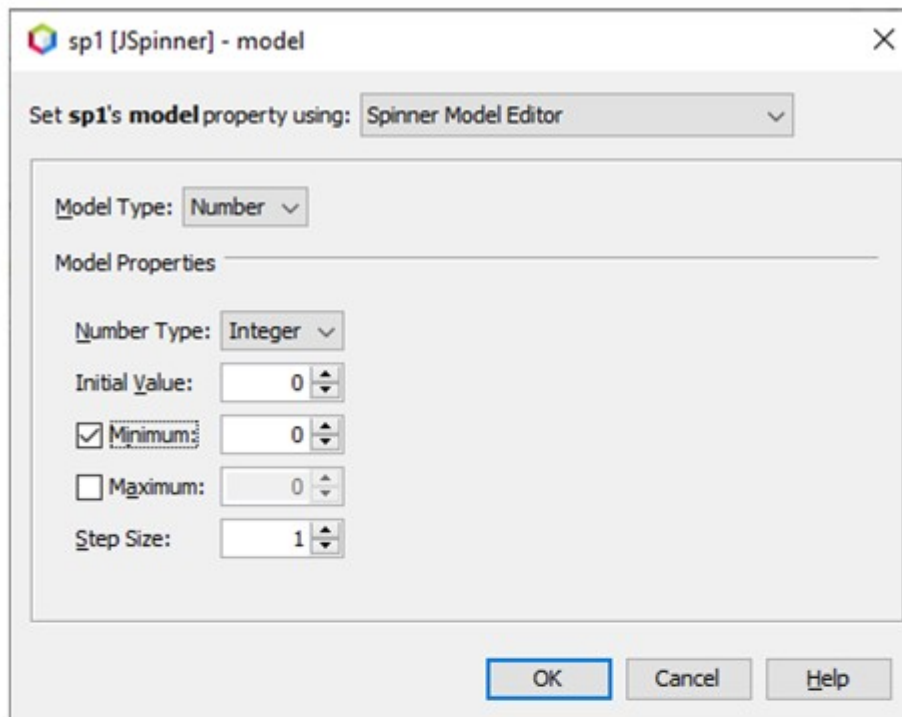 sp1 [JSpinner] - model
Set sp1's model property using: Spinner Model Editor
Model Type: Number
Model Properties
Number Type: Integer
Initial Value: 0
Minimum: 0
Maximum: 0
Step Size: 1
OK Cancel Help